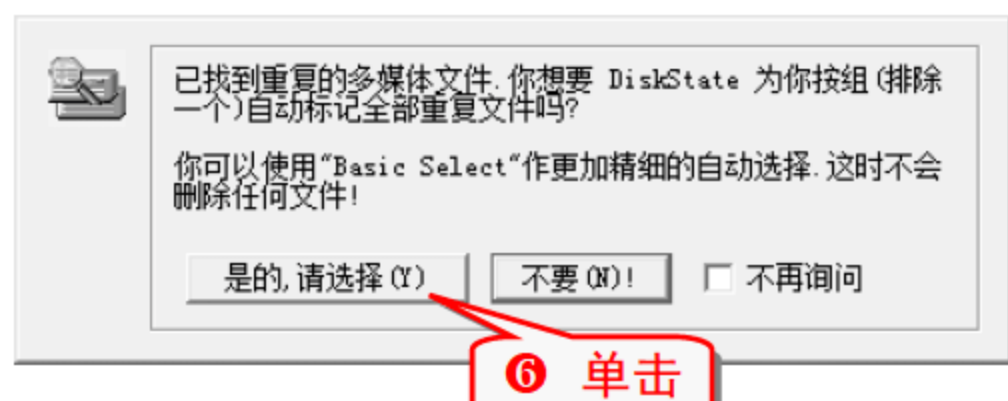 已找到重复的多媒体文件.你想要 DiskState 为你按组(排除
一个)自动标记全部重复文件吗?
你可以使用“Basic Select“作更加精细的自动选择.这时不会
删除任何文件!
是的,请选择(Y) 不要(N)! 不再询问
❻ 单击